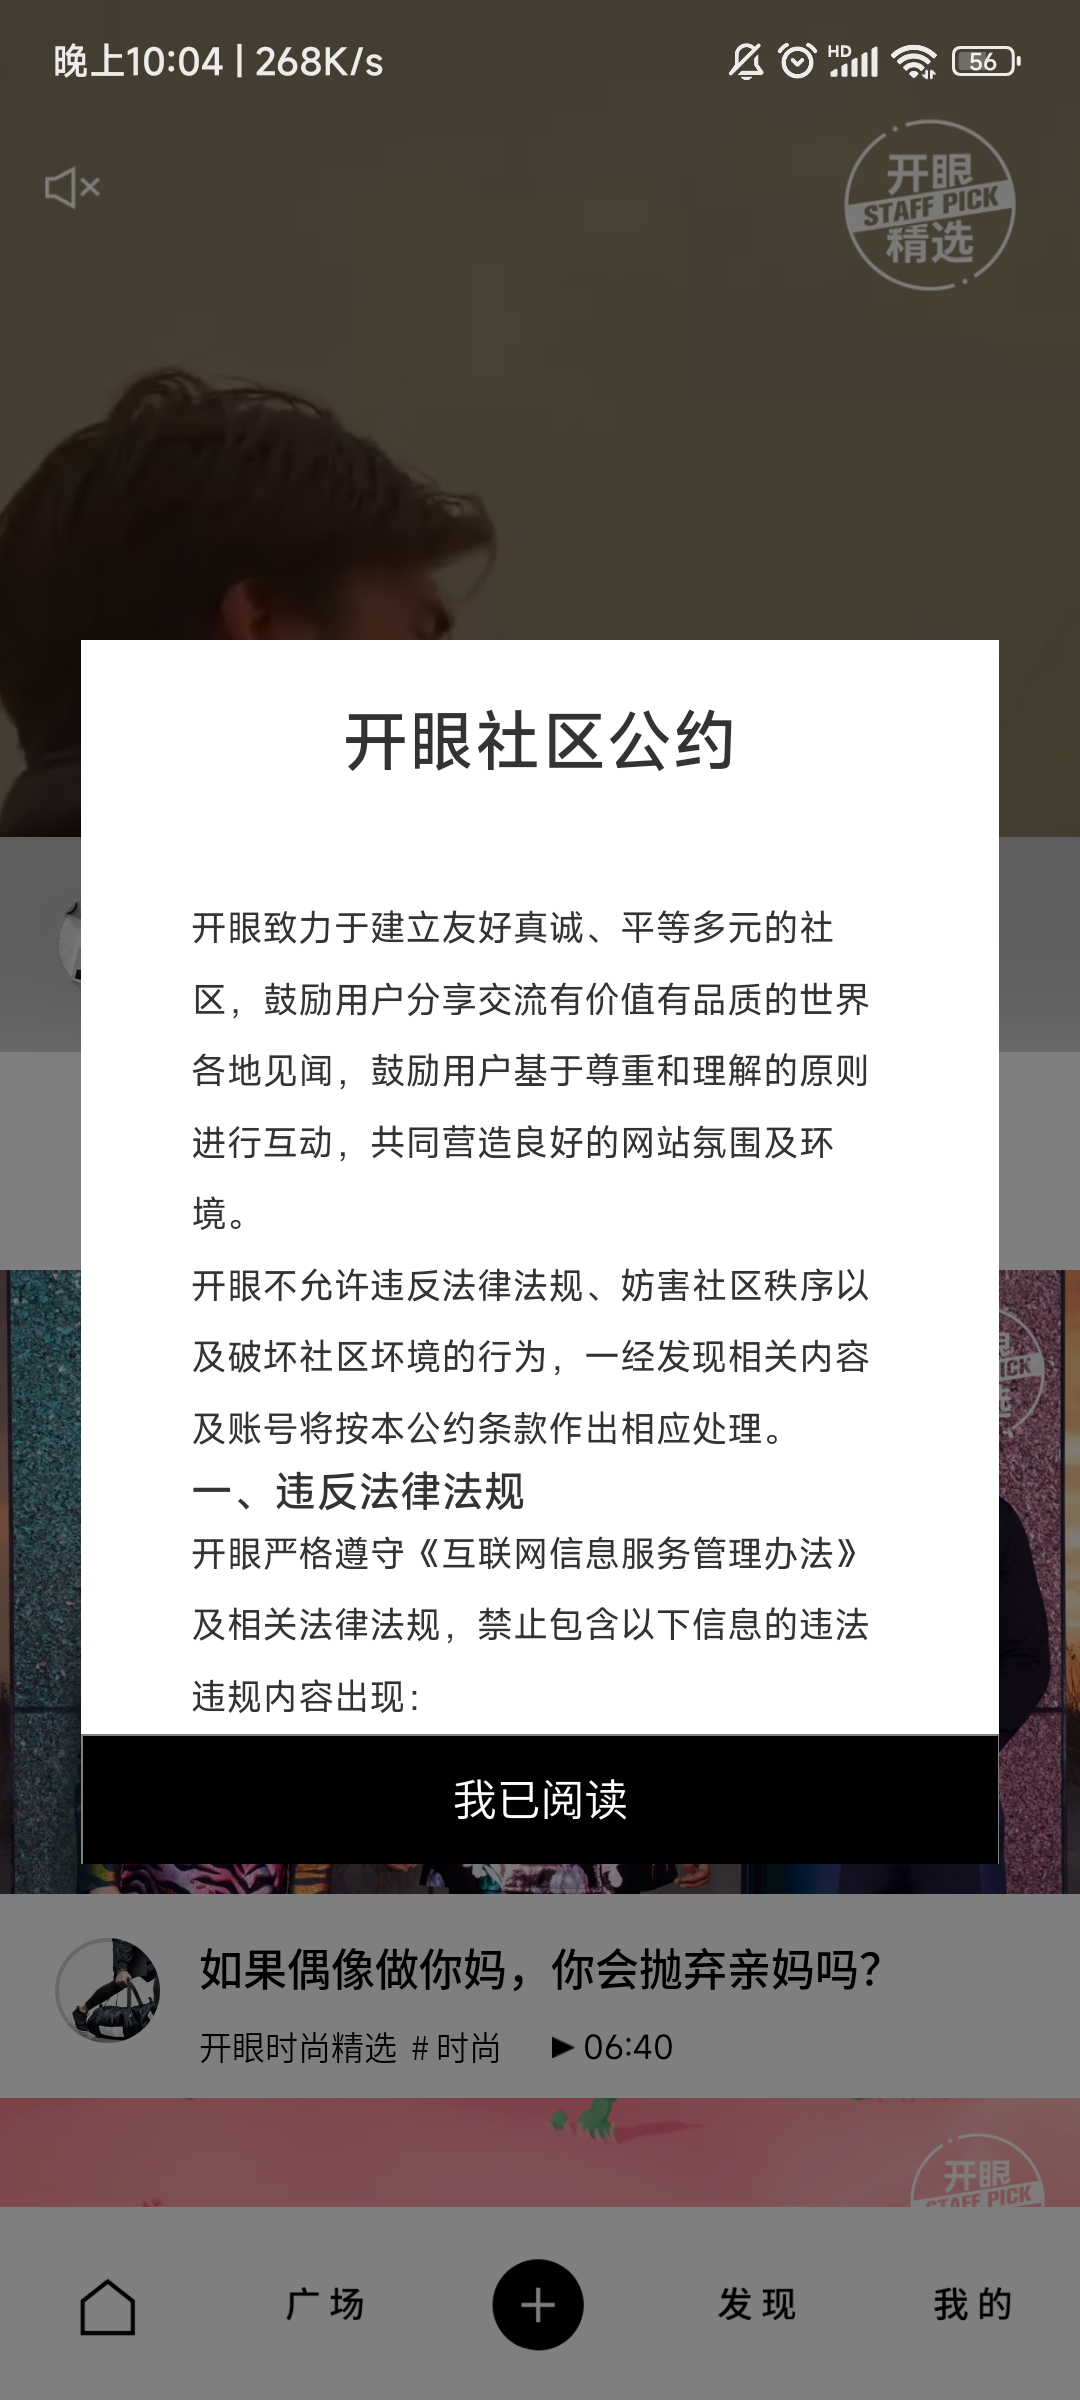 晚上10:04 | 268K/s
HD
56
开眼
STAFF PICK
精选
开眼社区公约
开眼致力于建立友好真诚、平等多元的社
区，鼓励用户分享交流有价值有品质的世界
各地见闻，鼓励用户基于尊重和理解的原则
进行互动，共同营造良好的网站氛围及环
境。
开眼不允许违反法律法规、妨害社区秩序以
及破坏社区坏境的行为，一经发现相关内容
及账号将按本公约条款作出相应处理。
一、违反法律法规
开眼严格遵守《互联网信息服务管理办法》
及相关法律法规，禁止包含以下信息的违法
违规内容出现：
我已阅读
如果偶像做你妈，你会抛弃亲妈吗？
开眼时尚精选 # 时尚 ▶ 06:40
开眼
STAFF PICK
广场
发现
我的